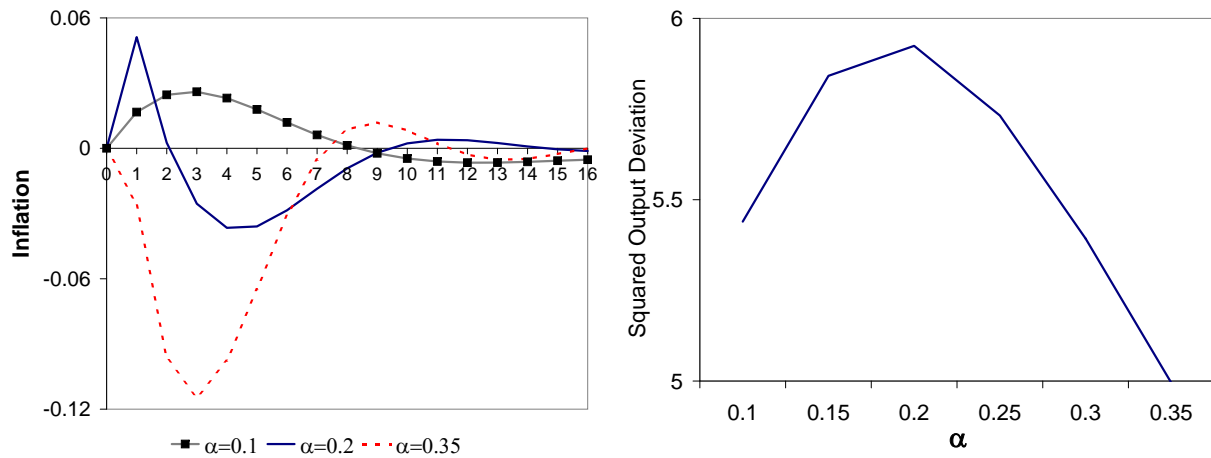 0.06
0
-0.06
-0.12
Inflation
0 1 2 3 4 5 6 7 8 9 10 11 12 13 14 15 16
α=0.1 α=0.2 α=0.35
6
5.5
5
Squared Output Deviation
0.1 0.15 0.2 0.25 0.3 0.35
α